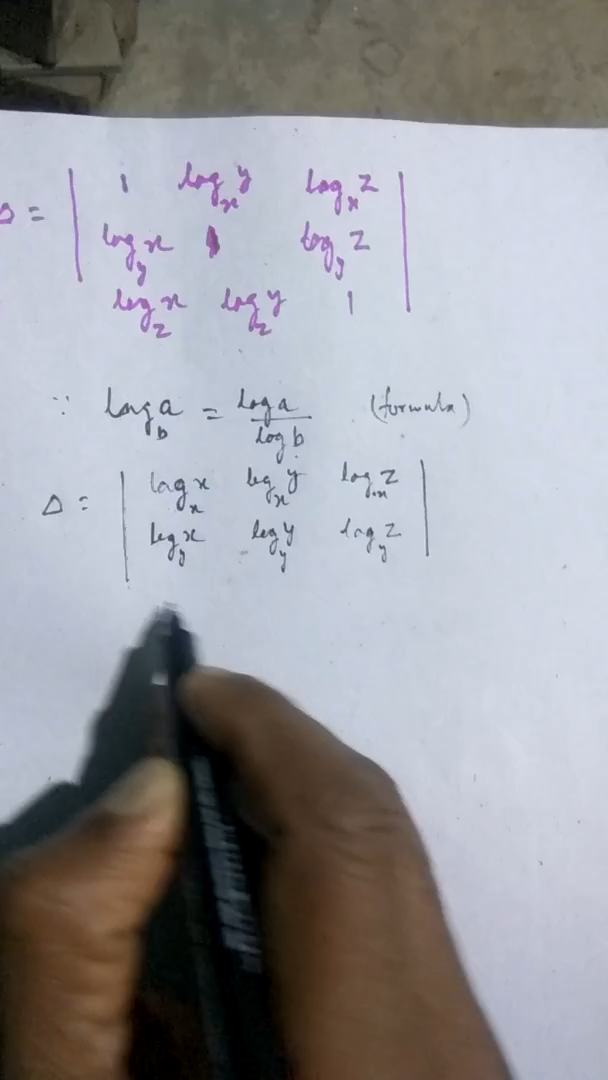 Δ = | 1 log_x y log_x z |
| log_y x 1 log_y z |
log_z x log_z y 1 |
∵ log_b a = log a / log b (formula)
Δ = | log_x x log_x y log_x z |
| log_y x log_y y log_y z |